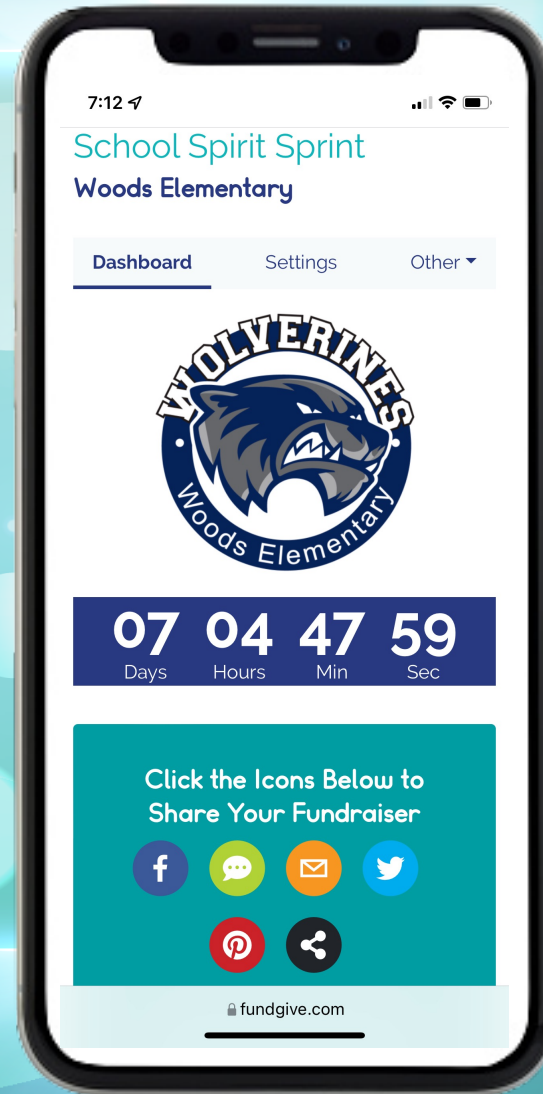 7:12
School Spirit Sprint
Woods Elementary
Dashboard Settings Other
WOLVERINES
Woods Elementary
07 04 47 59
Days Hours Min Sec
Click the Icons Below to
Share Your Fundraiser
fundgive.com